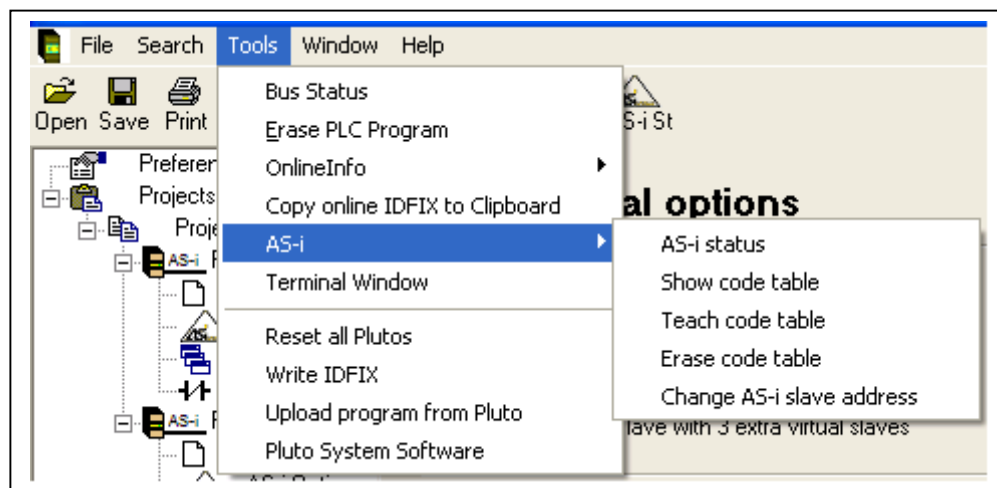 File Search Tools Window Help
Open Save Print
Bus Status
Erase PLC Program
OnlineInfo
Copy online IDFIX to Clipboard
AS-i
Terminal Window
Reset all Plutos
Write IDFIX
Upload program from Pluto
Pluto System Software
AS-i status
Show code table
Teach code table
Erase code table
Change AS-i slave address
S-i St
al options
lave with 3 extra virtual slaves
Preferer
Projects
Proje
AS-i
AS-i